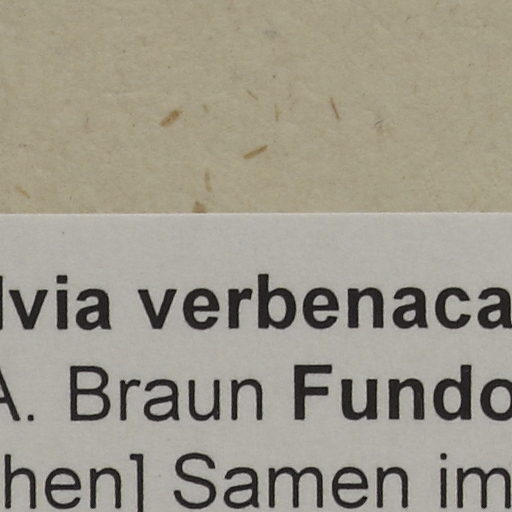 lvia verbenaca
A. Braun Fundo
hen] Samen im